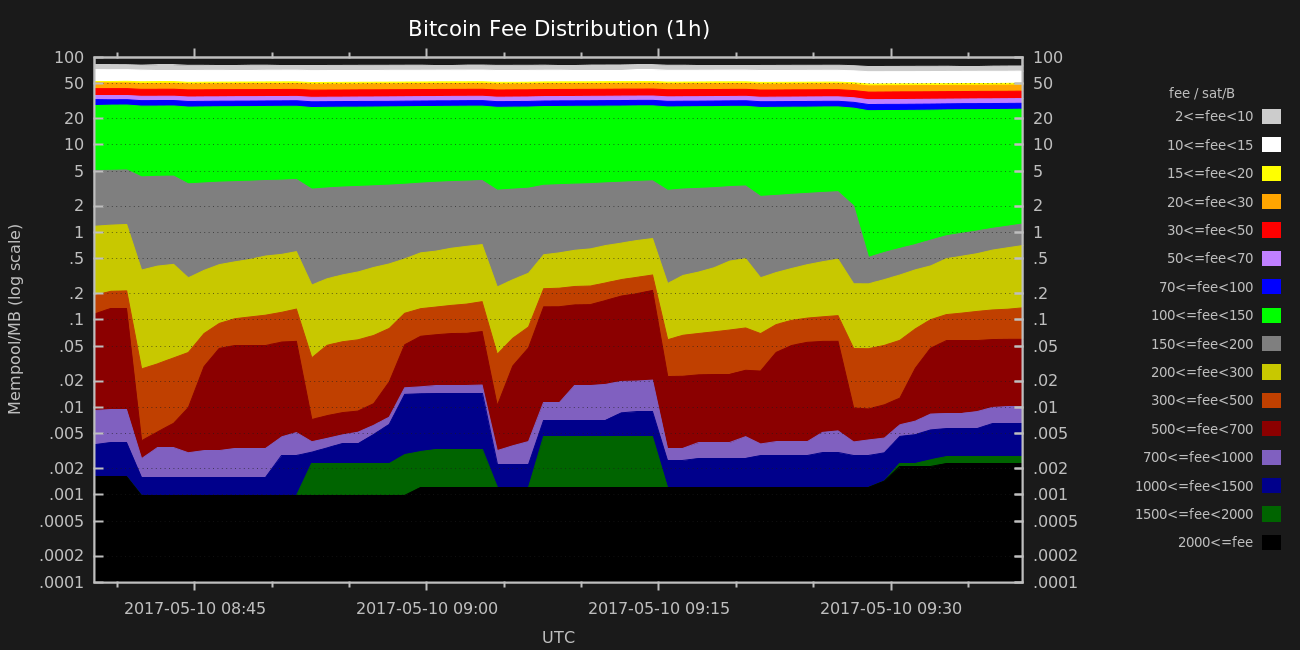 Bitcoin Fee Distribution (1h)
100 100
50 50
20 20
10 10
5 5
2 2
1 1
.5 .5
.2 .2
.1 .1
.05 .05
.02 .02
.01 .01
.005 .005
.002 .002
.001 .001
.0005 .0005
.0002 .0002
.0001 .0001
Mempool/MB (log scale)
2017-05-10 08:45 2017-05-10 09:00 2017-05-10 09:15 2017-05-10 09:30
UTC
fee / sat/B
2<=fee<10
10<=fee<15
15<=fee<20
20<=fee<30
30<=fee<50
50<=fee<70
70<=fee<100
100<=fee<150
150<=fee<200
200<=fee<300
300<=fee<500
500<=fee<700
700<=fee<1000
1000<=fee<1500
1500<=fee<2000
2000<=fee